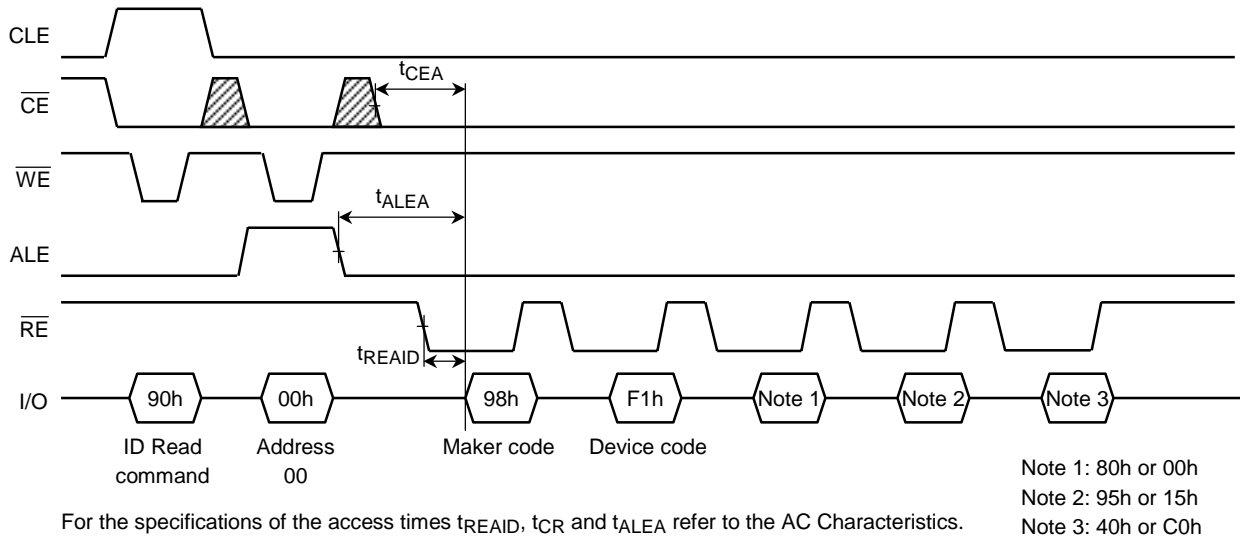 CLE
tCEA
CE
WE
tALEA
ALE
RE
tREAID
I/O 90h 00h 98h F1h Note 1 Note 2 Note 3
ID Read command
Address 00
Maker code
Device code
Note 1: 80h or 00h
Note 2: 95h or 15h
Note 3: 40h or C0h
For the specifications of the access times tREAID, tCR and tALEA refer to the AC Characteristics.